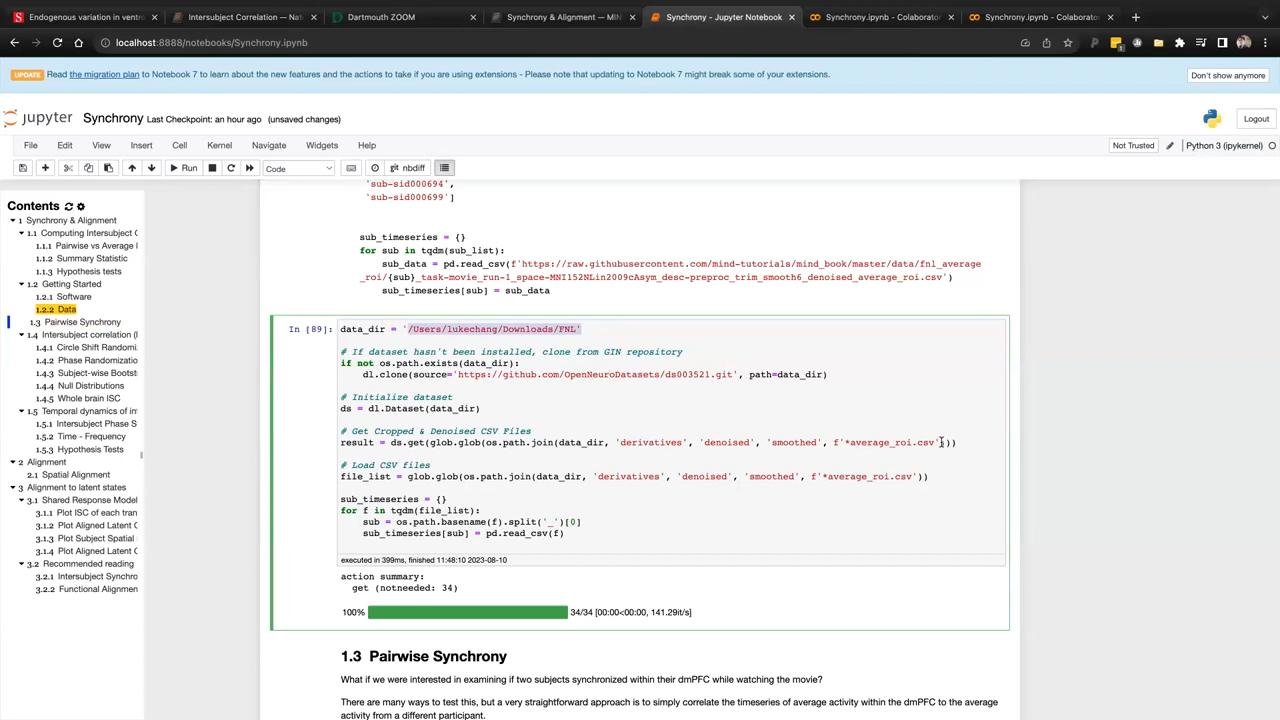 Endogenous variation in ventro
Intersubject Correlation — Nat
Dartmouth ZOOM
Synchrony & Alignment — MIN
Synchrony - Jupyter Notebook
Synchrony.ipynb - Colaborator
Synchrony.ipynb - Colaborator
localhost:8888/notebooks/Synchrony.ipynb
UPDATE Read the migration plan to Notebook 7 to learn about the new features and the actions to take if you are using extensions - Please note that updating to Notebook 7 might break some of your extensions.
Don't show anymore
jupyter Synchrony Last Checkpoint: an hour ago (unsaved changes)
Logout
File Edit View Insert Cell Kernel Navigate Widgets Help
Not Trusted Python 3 (ipykernel)
Run Code nbdiff
Contents
1 Synchrony & Alignment
1.1 Computing Intersubject C
1.1.1 Pairwise vs Average I
1.1.2 Summary Statistic
1.1.3 Hypothesis tests
1.2 Getting Started
1.2.1 Software
1.2.2 Data
1.3 Pairwise Synchrony
1.4 Intersubject correlation (I
1.4.1 Circle Shift Randomi
1.4.2 Phase Randomizatio
1.4.3 Subject-wise Bootst
1.4.4 Null Distributions
1.4.5 Whole brain ISC
1.5 Temporal dynamics of int
1.5.1 Intersubject Phase S
1.5.2 Time - Frequency
1.5.3 Hypothesis Tests
2 Alignment
2.1 Spatial Alignment
3 Alignment to latent states
3.1 Shared Response Model
3.1.1 Plot ISC of each tran
3.1.2 Plot Aligned Latent C
3.1.3 Plot Subject Spatial
3.1.4 Plot Aligned Latent C
3.2 Recommended reading
3.2.1 Intersubject Synchro
3.2.2 Functional Alignmen
'sub-sid000694',
'sub-sid000699']
sub_timeseries = {}
for sub in tqdm(sub_list):
sub_data = pd.read_csv(f'https://raw.githubusercontent.com/mind-tutorials/mind_book/master/data/fnl_average
_roi/{sub}_task-movie_run-1_space-MNI152NLin2009cAsym_desc-preproc_trim_smooth6_denoised_average_roi.csv')
sub_timeseries[sub] = sub_data
In [89]: data_dir = '/Users/lukechang/Downloads/FNL'
# If dataset hasn't been installed, clone from GIN repository
if not os.path.exists(data_dir):
dl.clone(source='https://github.com/OpenNeuroDatasets/ds003521.git', path=data_dir)
# Initialize dataset
ds = dl.Dataset(data_dir)
# Get Cropped & Denoised CSV Files
result = ds.get(glob.glob(os.path.join(data_dir, 'derivatives', 'denoised', 'smoothed', f'*average_roi.csv')))
# Load CSV files
file_list = glob.glob(os.path.join(data_dir, 'derivatives', 'denoised', 'smoothed', f'*average_roi.csv'))
sub_timeseries = {}
for f in tqdm(file_list):
sub = os.path.basename(f).split('_')[0]
sub_timeseries[sub] = pd.read_csv(f)
executed in 399ms, finished 11:48:10 2023-08-10
action summary:
get (notneeded: 34)
100% 34/34 [00:00<00:00, 141.29it/s]
1.3 Pairwise Synchrony
What if we were interested in examining if two subjects synchronized within their dmPFC while watching the movie?
There are many ways to test this, but a very straightforward approach is to simply correlate the timeseries of average activity within the dmPFC to the average
activity from a different participant.